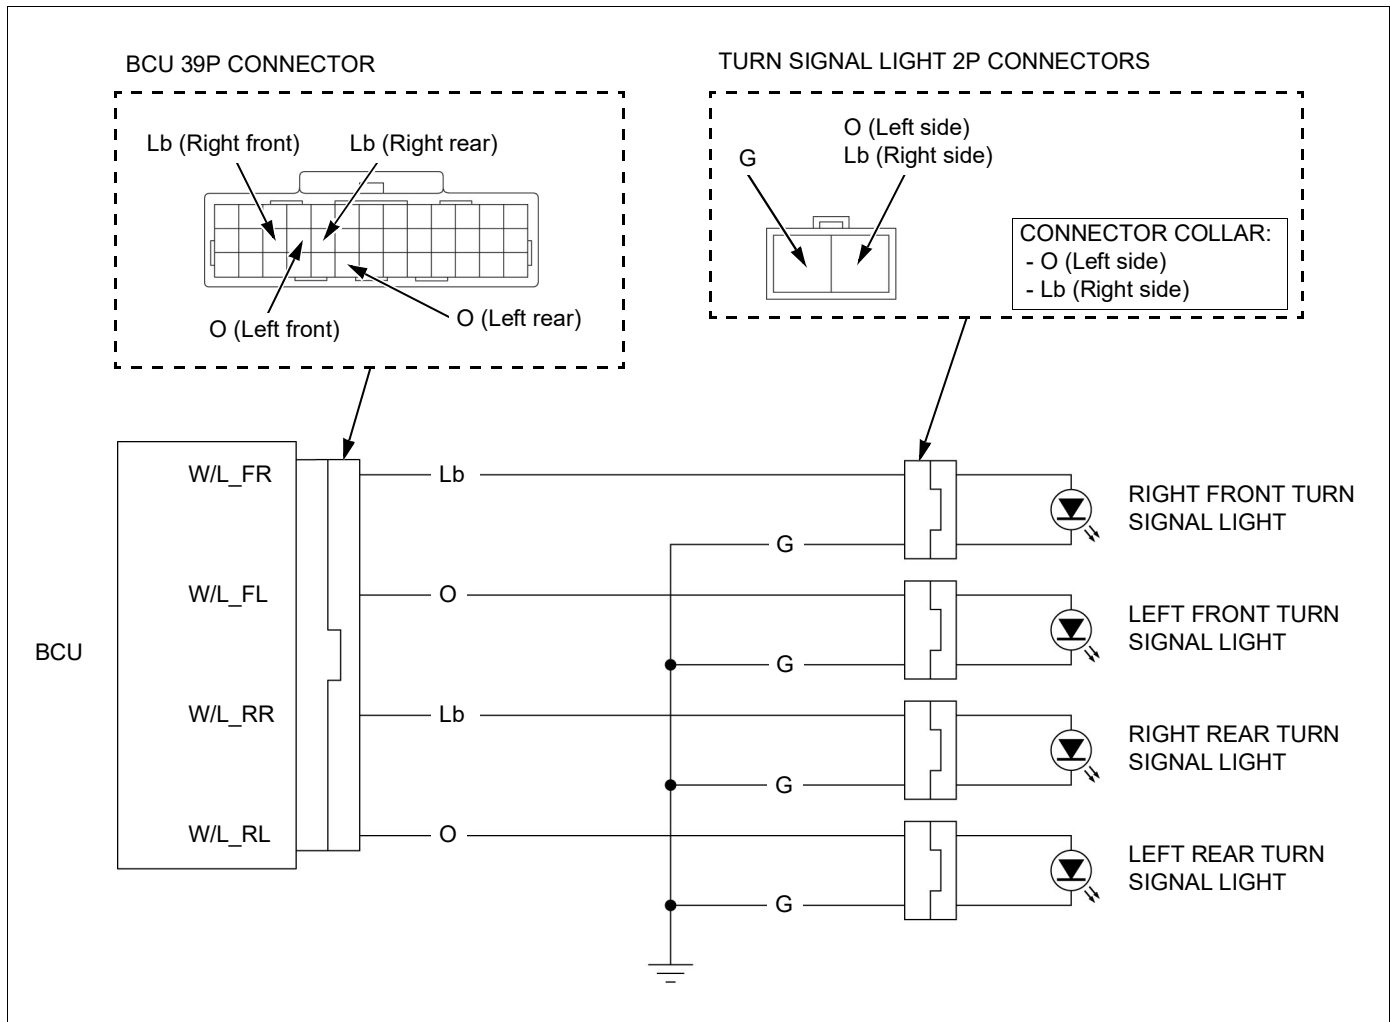 BCU 39P CONNECTOR
Lb (Right front)
Lb (Right rear)
O (Left front)
O (Left rear)
TURN SIGNAL LIGHT 2P CONNECTORS
G
O (Left side)
Lb (Right side)
CONNECTOR COLLAR:
- O (Left side)
- Lb (Right side)
BCU
W/L_FR
Lb
G
RIGHT FRONT TURN
SIGNAL LIGHT
W/L_FL
O
G
LEFT FRONT TURN
SIGNAL LIGHT
W/L_RR
Lb
G
RIGHT REAR TURN
SIGNAL LIGHT
W/L_RL
O
G
LEFT REAR TURN
SIGNAL LIGHT